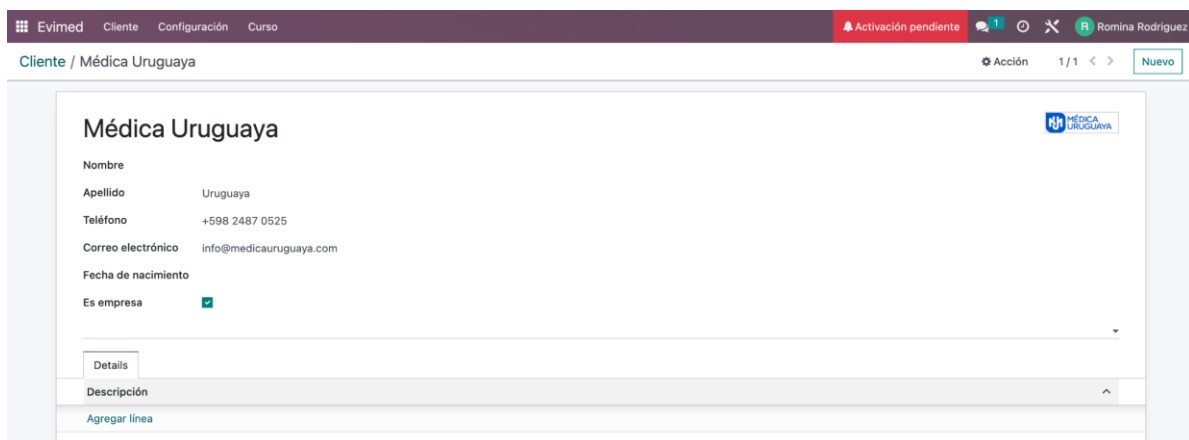 Evimed Cliente Configuración Curso Activación pendiente 1 R Romina Rodriguez
Cliente / Médica Uruguaya Acción 1 / 1 < > Nuevo
Médica Uruguaya
MÉDICA
URUGUAYA
Nombre
Apellido Uruguaya
Teléfono +598 2487 0525
Correo electrónico info@medicauruguaya.com
Fecha de nacimiento
Es empresa
Details
Descripción
Agregar línea